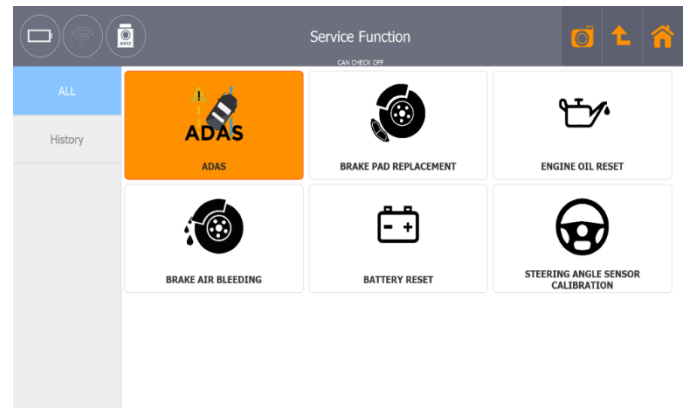 Service Function
CAN CHECK OFF
ALL
History
ADAS
ADAS
BRAKE PAD REPLACEMENT
ENGINE OIL RESET
BRAKE AIR BLEEDING
BATTERY RESET
STEERING ANGLE SENSOR
CALIBRATION